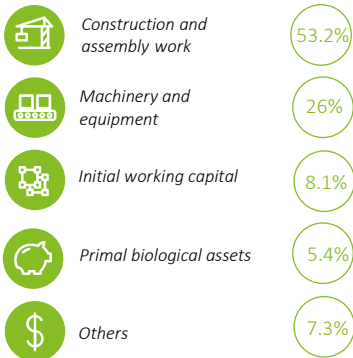 Construction and
assembly work
53.2%
Machinery and
equipment
26%
Initial working capital
8.1%
Primal biological assets
5.4%
$
Others
7.3%